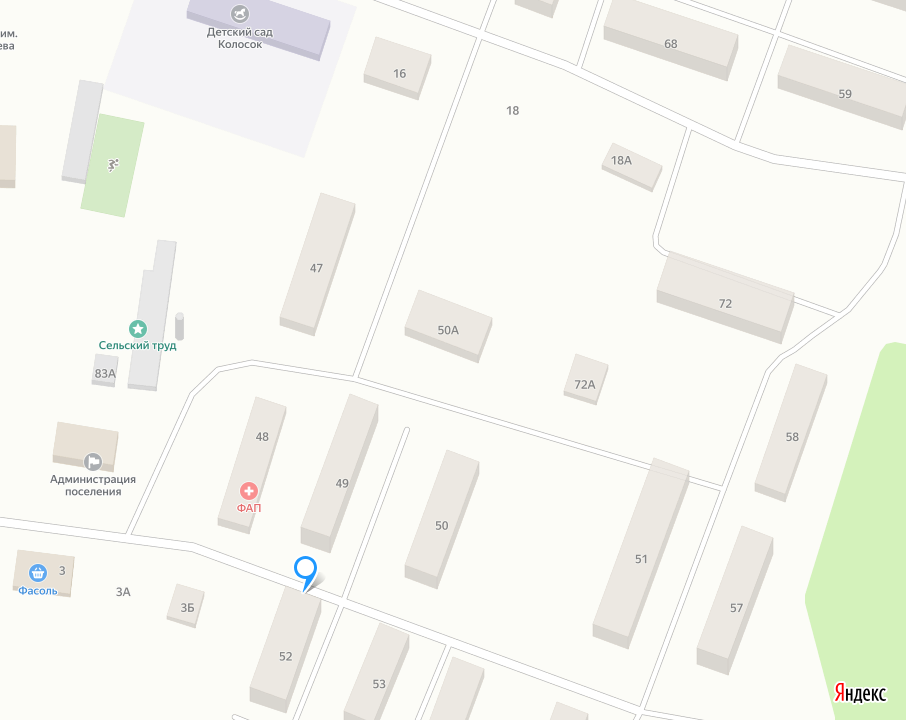 им.
ева
Детский сад
Колосок
68
16
59
18
18А
47
72
50А
Сельский труд
83А
72А
48
58
Администрация
поселения
49
ФАП
50
51
3
Фасоль
3А
3Б
57
52
53
Яндекс